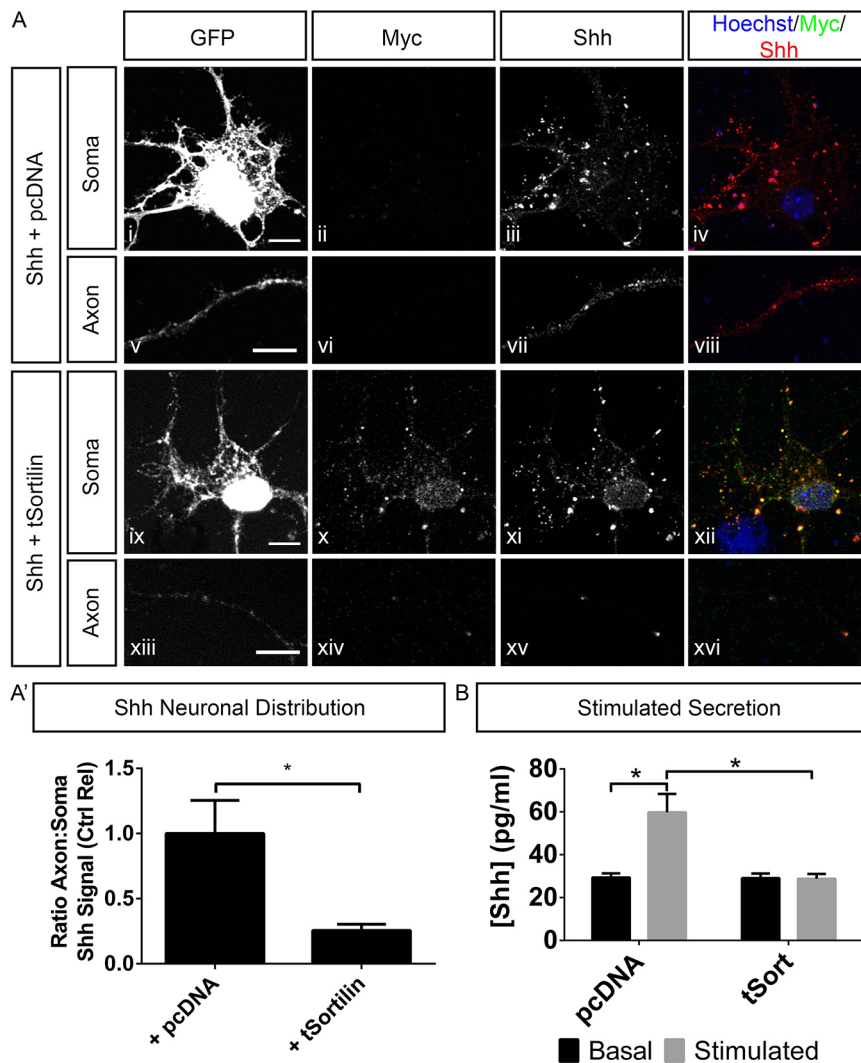 A
GFP
Myc
Shh
Hoechst/Myc/
Shh
Shh + pcDNA
Soma
i
ii
iii
iv
Axon
v
vi
vii
viii
Shh + tSortilin
Soma
ix
x
xi
xii
Axon
xiii
xiv
xv
xvi
A'
Shh Neuronal Distribution
Ratio Axon:Soma
Shh Signal (Ctrl Rel)
1.5
1.0
0.5
0.0
*
+ pcDNA
+ tSortilin
B
Stimulated Secretion
[Shh] (pg/ml)
80
60
40
20
0
*
*
pcDNA
tSort
Basal
Stimulated